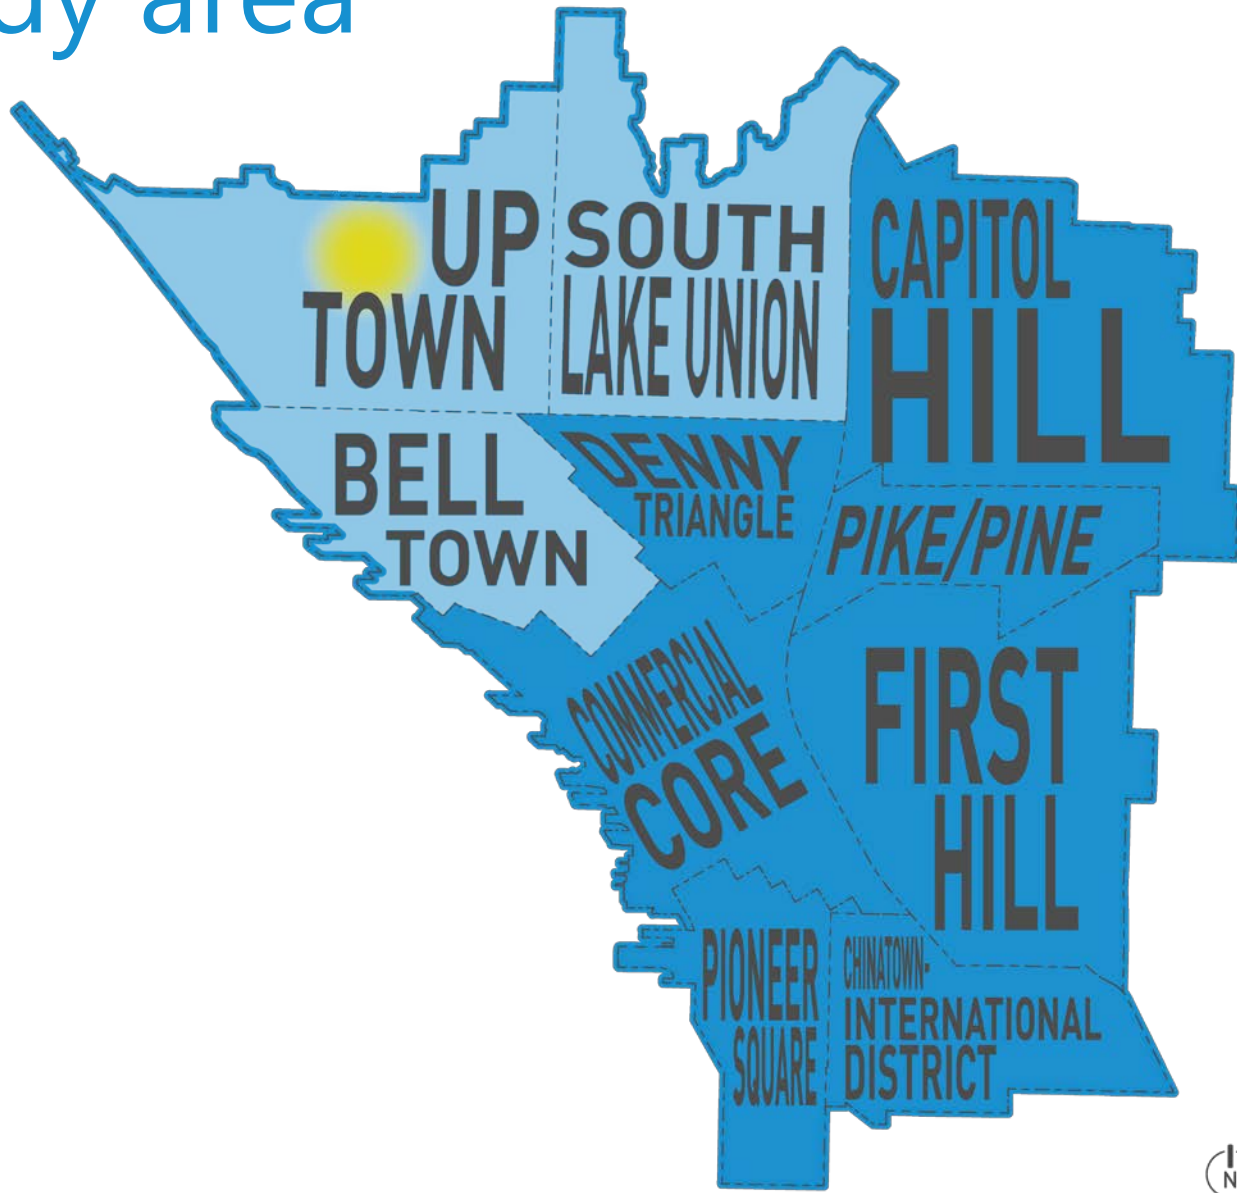 dy area
UP
TOWN
SOUTH
LAKE UNION
CAPITOL
HILL
BELL
TOWN
DENNY
TRIANGLE
PIKE/PINE
COMMERCIAL
CORE
FIRST
HILL
PIONEER
SQUARE
CHINATOWN-
INTERNATIONAL
DISTRICT
N